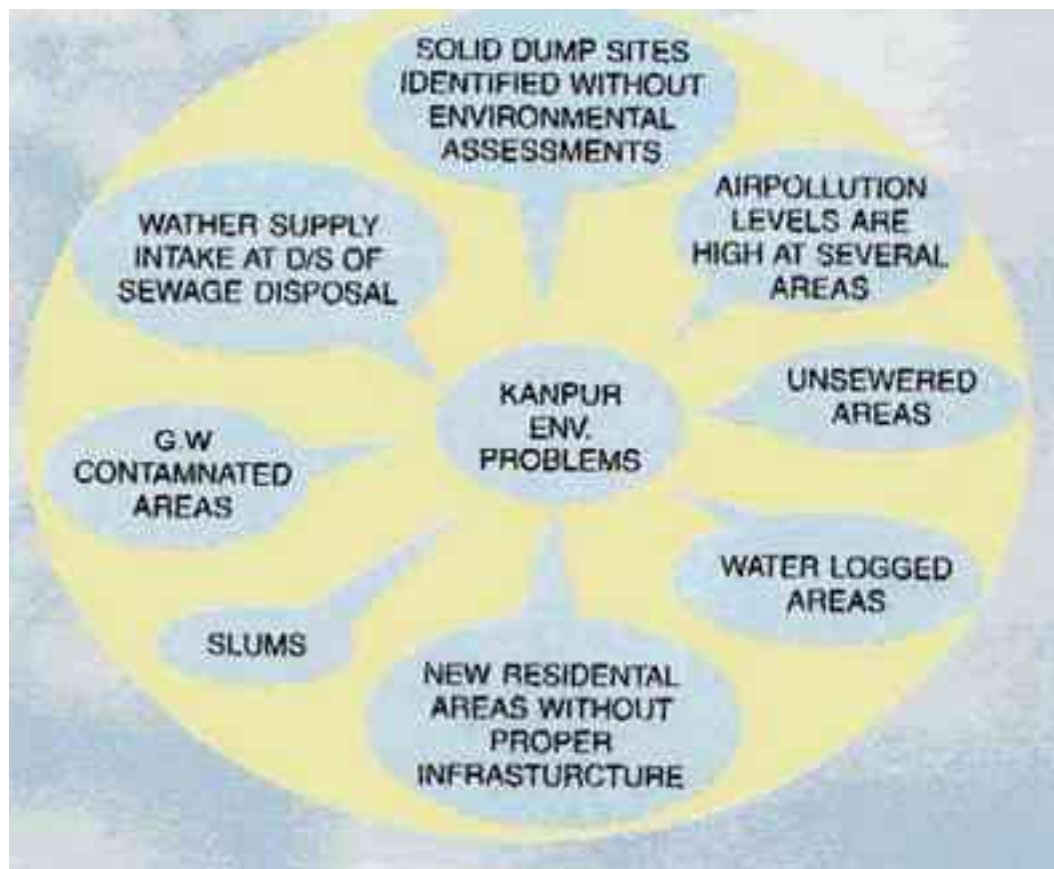 SOLID DUMP SITES
IDENTIFIED WITHOUT
ENVIRONMENTAL
ASSESSMENTS
AIRPOLLUTION
LEVELS ARE
HIGH AT SEVERAL
AREAS
WATHER SUPPLY
INTAKE AT D/S OF
SEWAGE DISPOSAL
UNSEWERED
AREAS
KANPUR
ENV.
PROBLEMS
G.W
CONTAMNATED
AREAS
WATER LOGGED
AREAS
SLUMS
NEW RESIDENTAL
AREAS WITHOUT
PROPER
INFRASTURCTURE